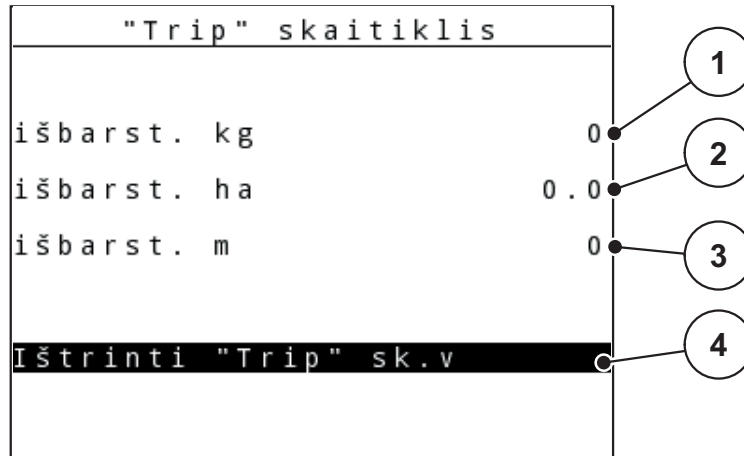 "Trip" skaitiklis
išbarst. kg 0
išbarst. ha 0.0
išbarst. m 0
Ištrinti "Trip" sk.v
1
2
3
4